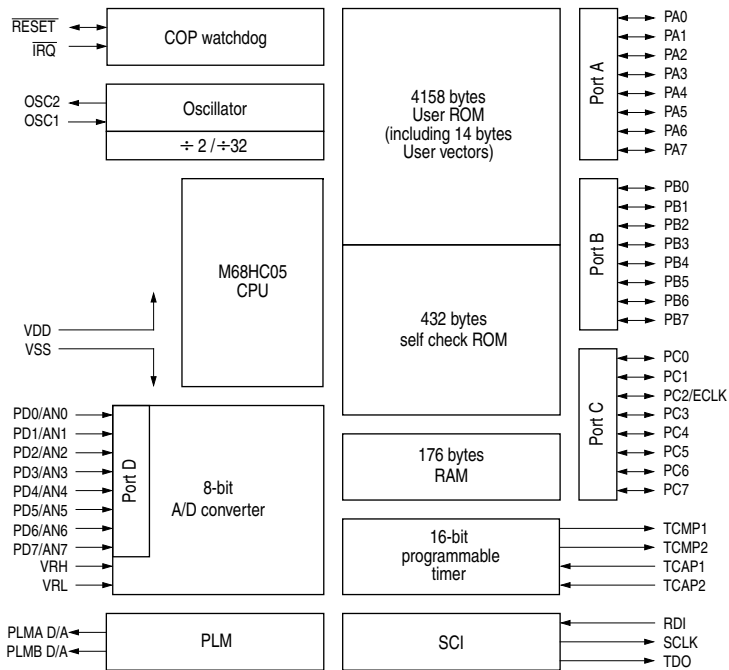 RESET
IRQ
COP watchdog
OSC2
OSC1
Oscillator
÷ 2 / ÷32
M68HC05
CPU
VDD
VSS
PD0/AN0
PD1/AN1
PD2/AN2
PD3/AN3
PD4/AN4
PD5/AN5
PD6/AN6
PD7/AN7
VRH
VRL
Port D
8-bit
A/D converter
PLMA D/A
PLMB D/A
PLM
4158 bytes
User ROM
(including 14 bytes
User vectors)
432 bytes
self check ROM
176 bytes
RAM
16-bit
programmable
timer
SCI
Port A
PA0
PA1
PA2
PA3
PA4
PA5
PA6
PA7
Port B
PB0
PB1
PB2
PB3
PB4
PB5
PB6
PB7
Port C
PC0
PC1
PC2/ECLK
PC3
PC4
PC5
PC6
PC7
TCMP1
TCMP2
TCAP1
TCAP2
RDI
SCLK
TDO